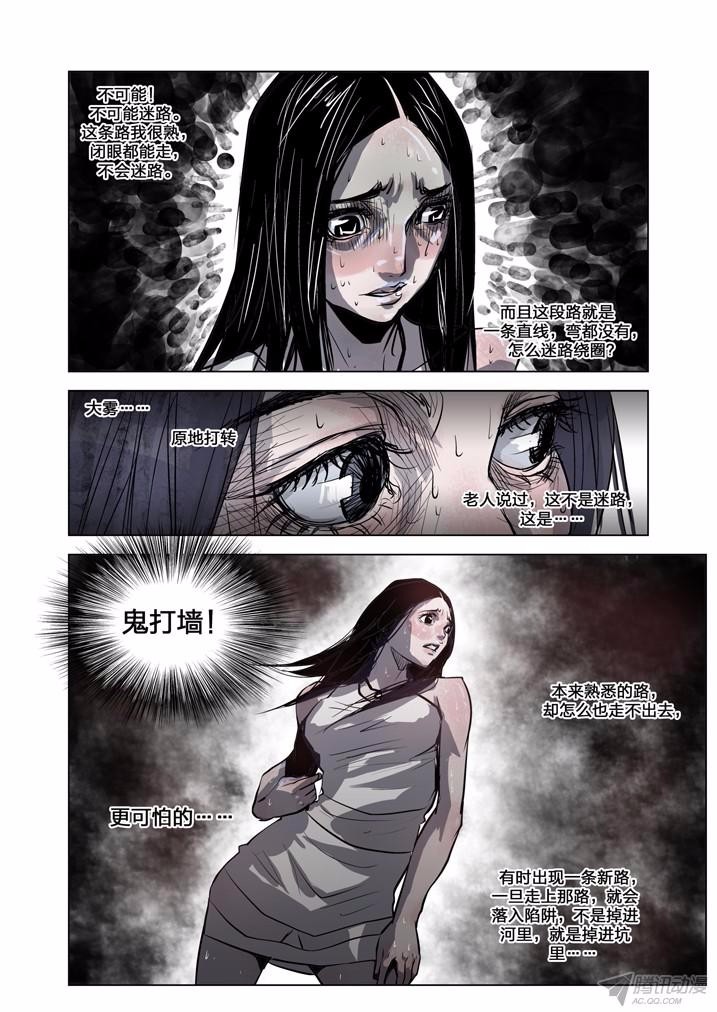 不可能！
不可能迷路。
这条路我很熟，
闭眼都能走，
不会迷路。
而且这段路就是
一条直线，弯都没有，
怎么迷路绕圈？
大雾……
原地打转
老人说过，这不是迷路，
这是……
鬼打墙！
本来熟悉的路，
却怎么也走不出去，
更可怕的……
有时出现一条新路，
一旦走上那路，就会
落入陷阱，不是掉进
河里，就是掉进坑
里……
腾讯动漫
AC.QQ.COM